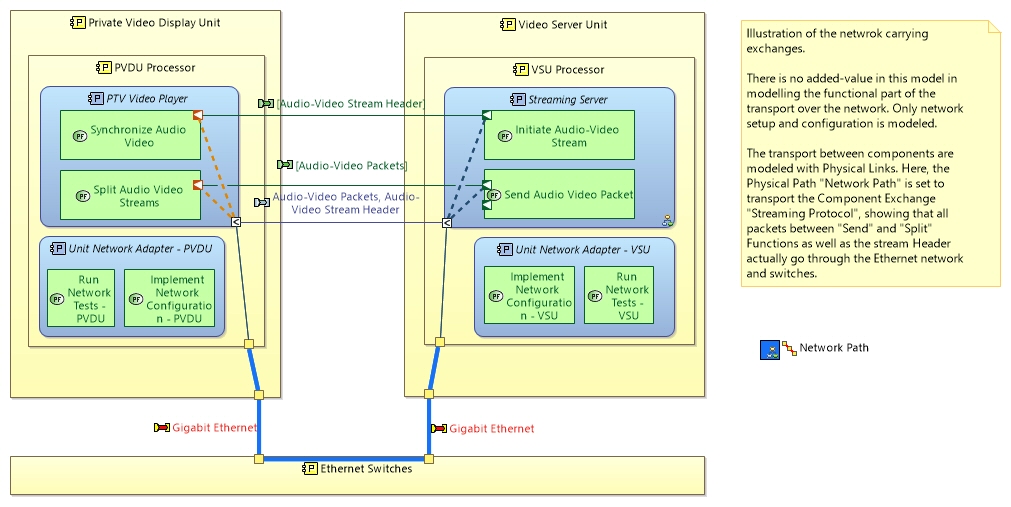 Private Video Display Unit
PVDU Processor
PTV Video Player
Synchronize Audio
Video
Split Audio Video
Streams
Unit Network Adapter - PVDU
Run
Network
Tests -
PVDU
Implement
Network
Configuratio
n - PVDU
[Audio-Video Stream Header]
[Audio-Video Packets]
Audio-Video Packets, Audio-
Video Stream Header
Video Server Unit
VSU Processor
Streaming Server
Initiate Audio-Video
Stream
Send Audio Video Packet
Unit Network Adapter - VSU
Implement
Network
Configuratio
n - VSU
Run
Network
Tests -
VSU
Gigabit Ethernet
Gigabit Ethernet
Ethernet Switches
Illustration of the netwrok carrying
exchanges.
There is no added-value in this model in
modelling the functional part of the
transport over the network. Only network
setup and configuration is modeled.
The transport between components are
modeled with Physical Links. Here, the
Physical Path "Network Path" is set to
transport the Component Exchange
"Streaming Protocol", showing that all
packets between "Send" and "Split"
Functions as well as the stream Header
actually go through the Ethernet network
and switches.
Network Path